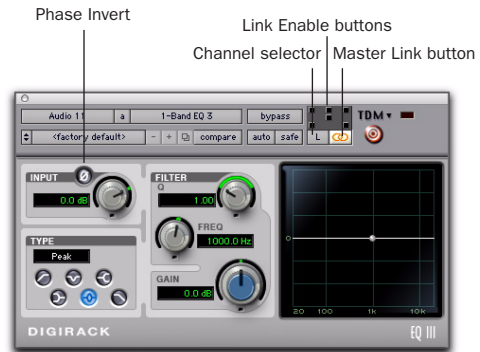 Phase Invert
Link Enable buttons
Channel selector Master Link button
Audio 11 a 1-Band EQ 3 bypass TDM
<factory default> - + compare auto safe L
INPUT Ø
0.0 dB
FILTER
Q
1.00
FREQ
1000.0 Hz
TYPE
Peak
GAIN
0.0 dB
0
20 100 1k 10k
DIGIRACK EQ III